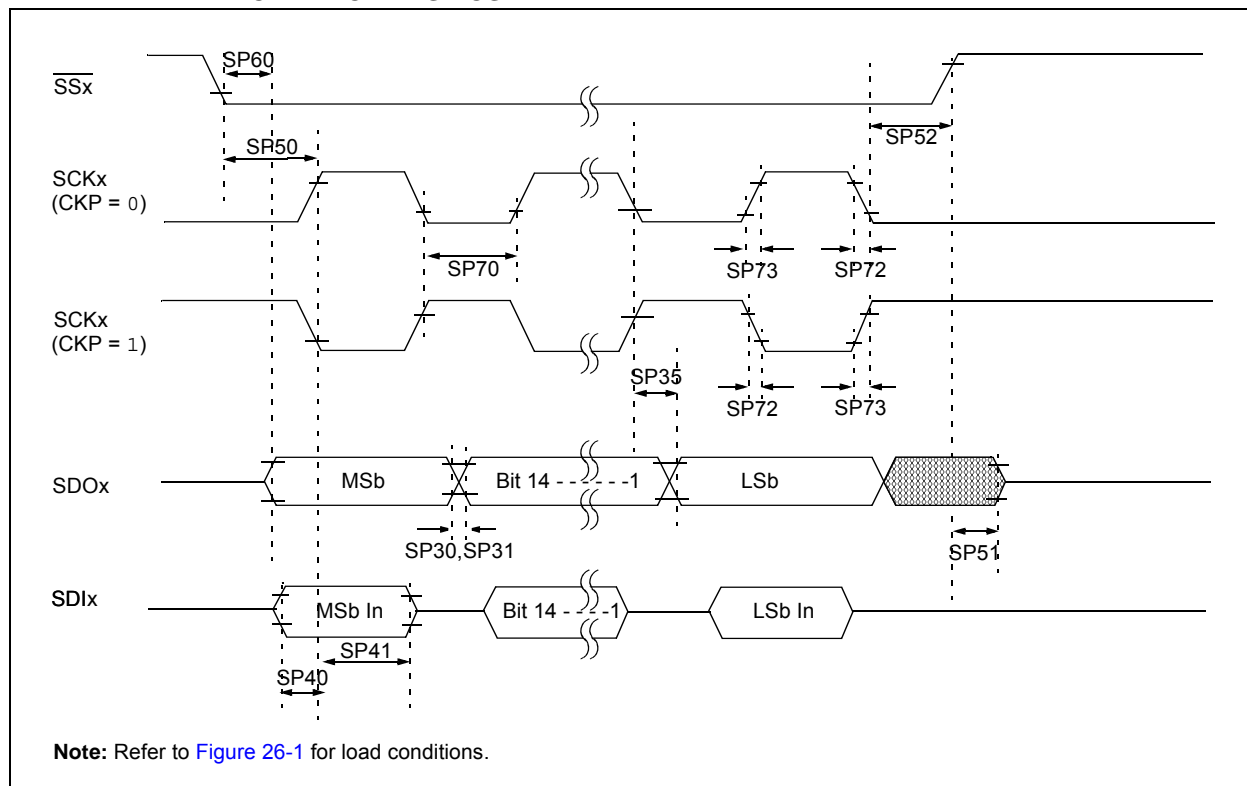 SP60
SSx
SP52
SP50
SCKx
(CKP = 0)
SP70
SP73
SP72
SCKx
(CKP = 1)
SP35
SP72
SP73
SDOx
MSb
Bit 14 - - - - - -1
LSb
SP30,SP31
SP51
SDIx
MSb In
Bit 14 - - - -1
LSb In
SP41
SP40
Note: Refer to Figure 26-1 for load conditions.